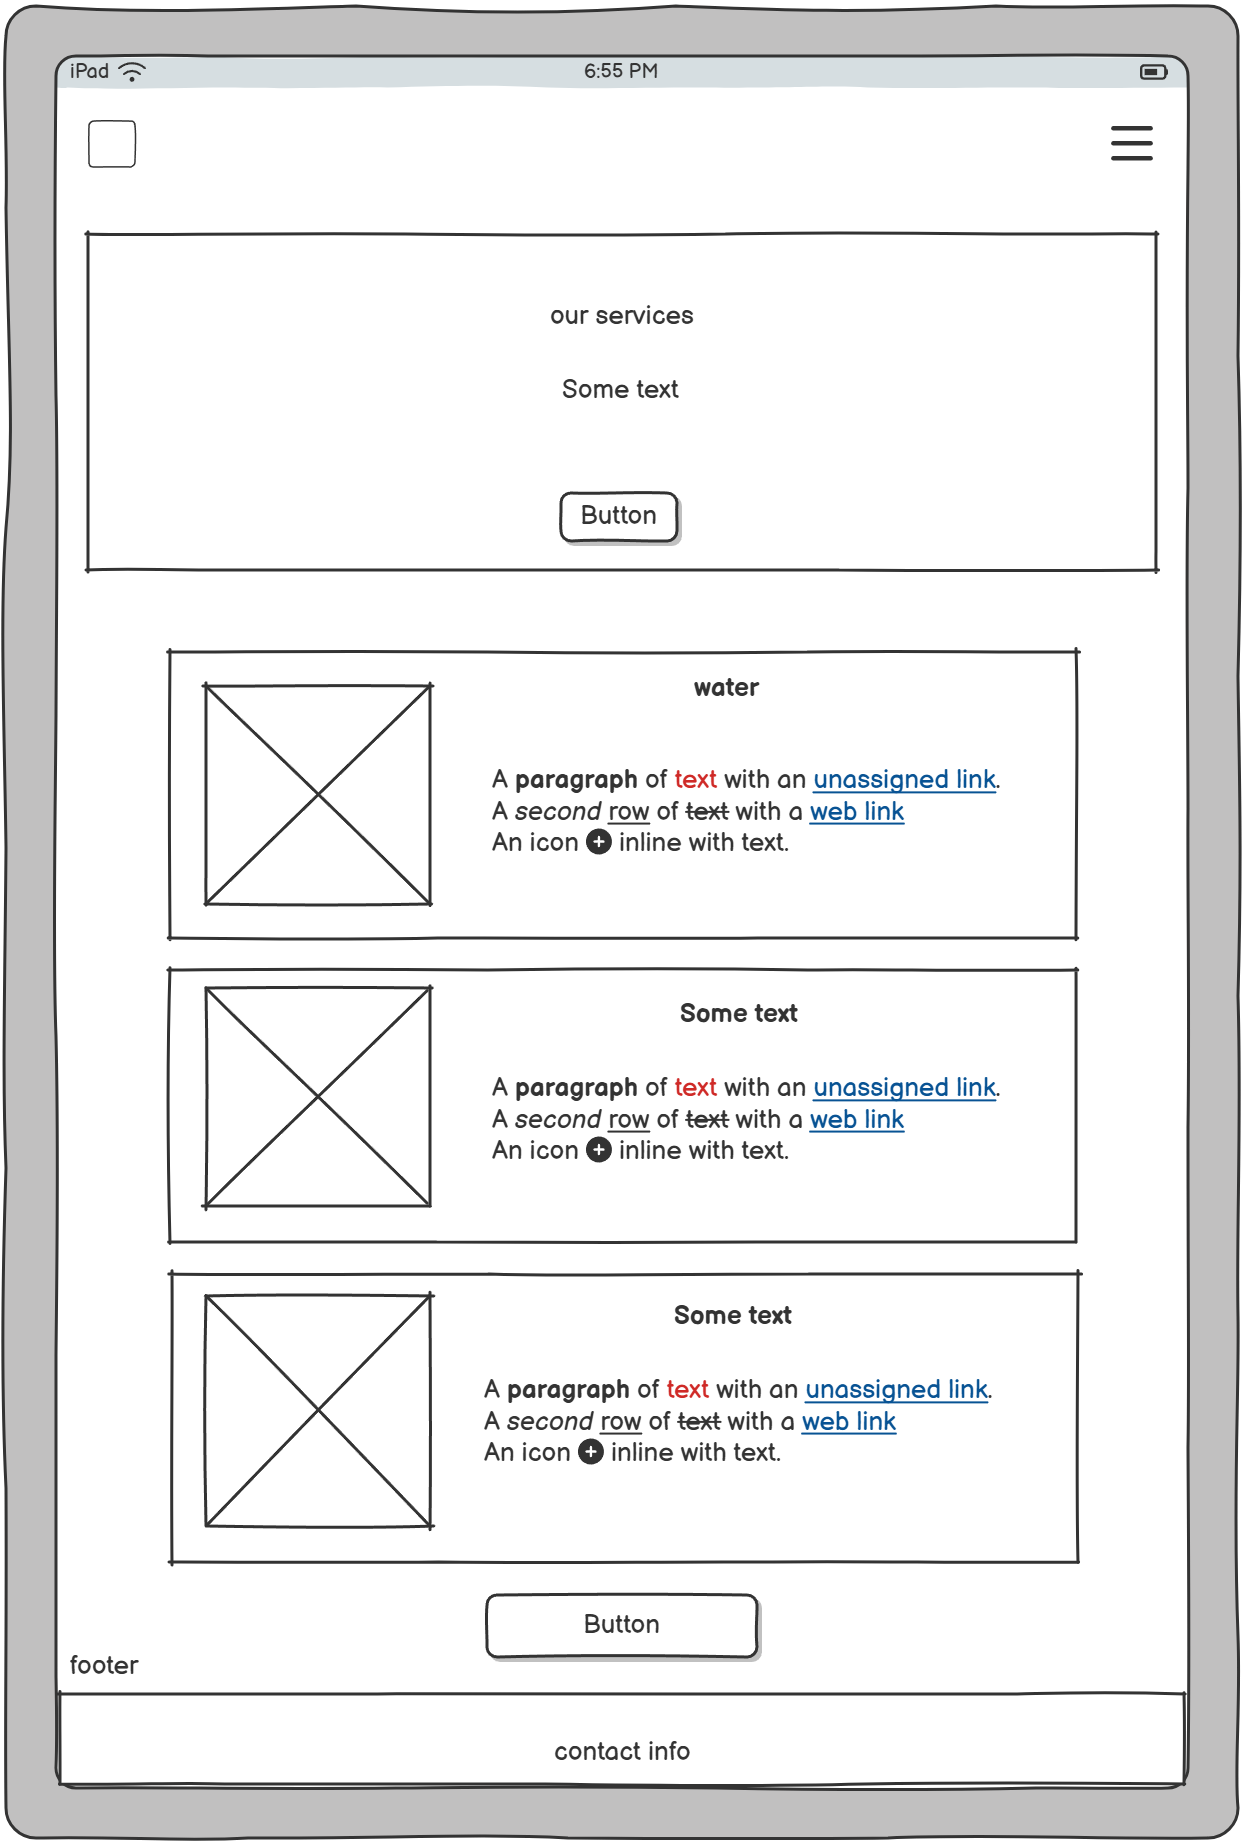 iPad 6:55 PM
our services
Some text
Button
water
A paragraph of text with an unassigned link.
A second row of text with a web link
An icon inline with text.
Some text
A paragraph of text with an unassigned link.
A second row of text with a web link
An icon inline with text.
Some text
A paragraph of text with an unassigned link.
A second row of text with a web link
An icon inline with text.
Button
footer
contact info